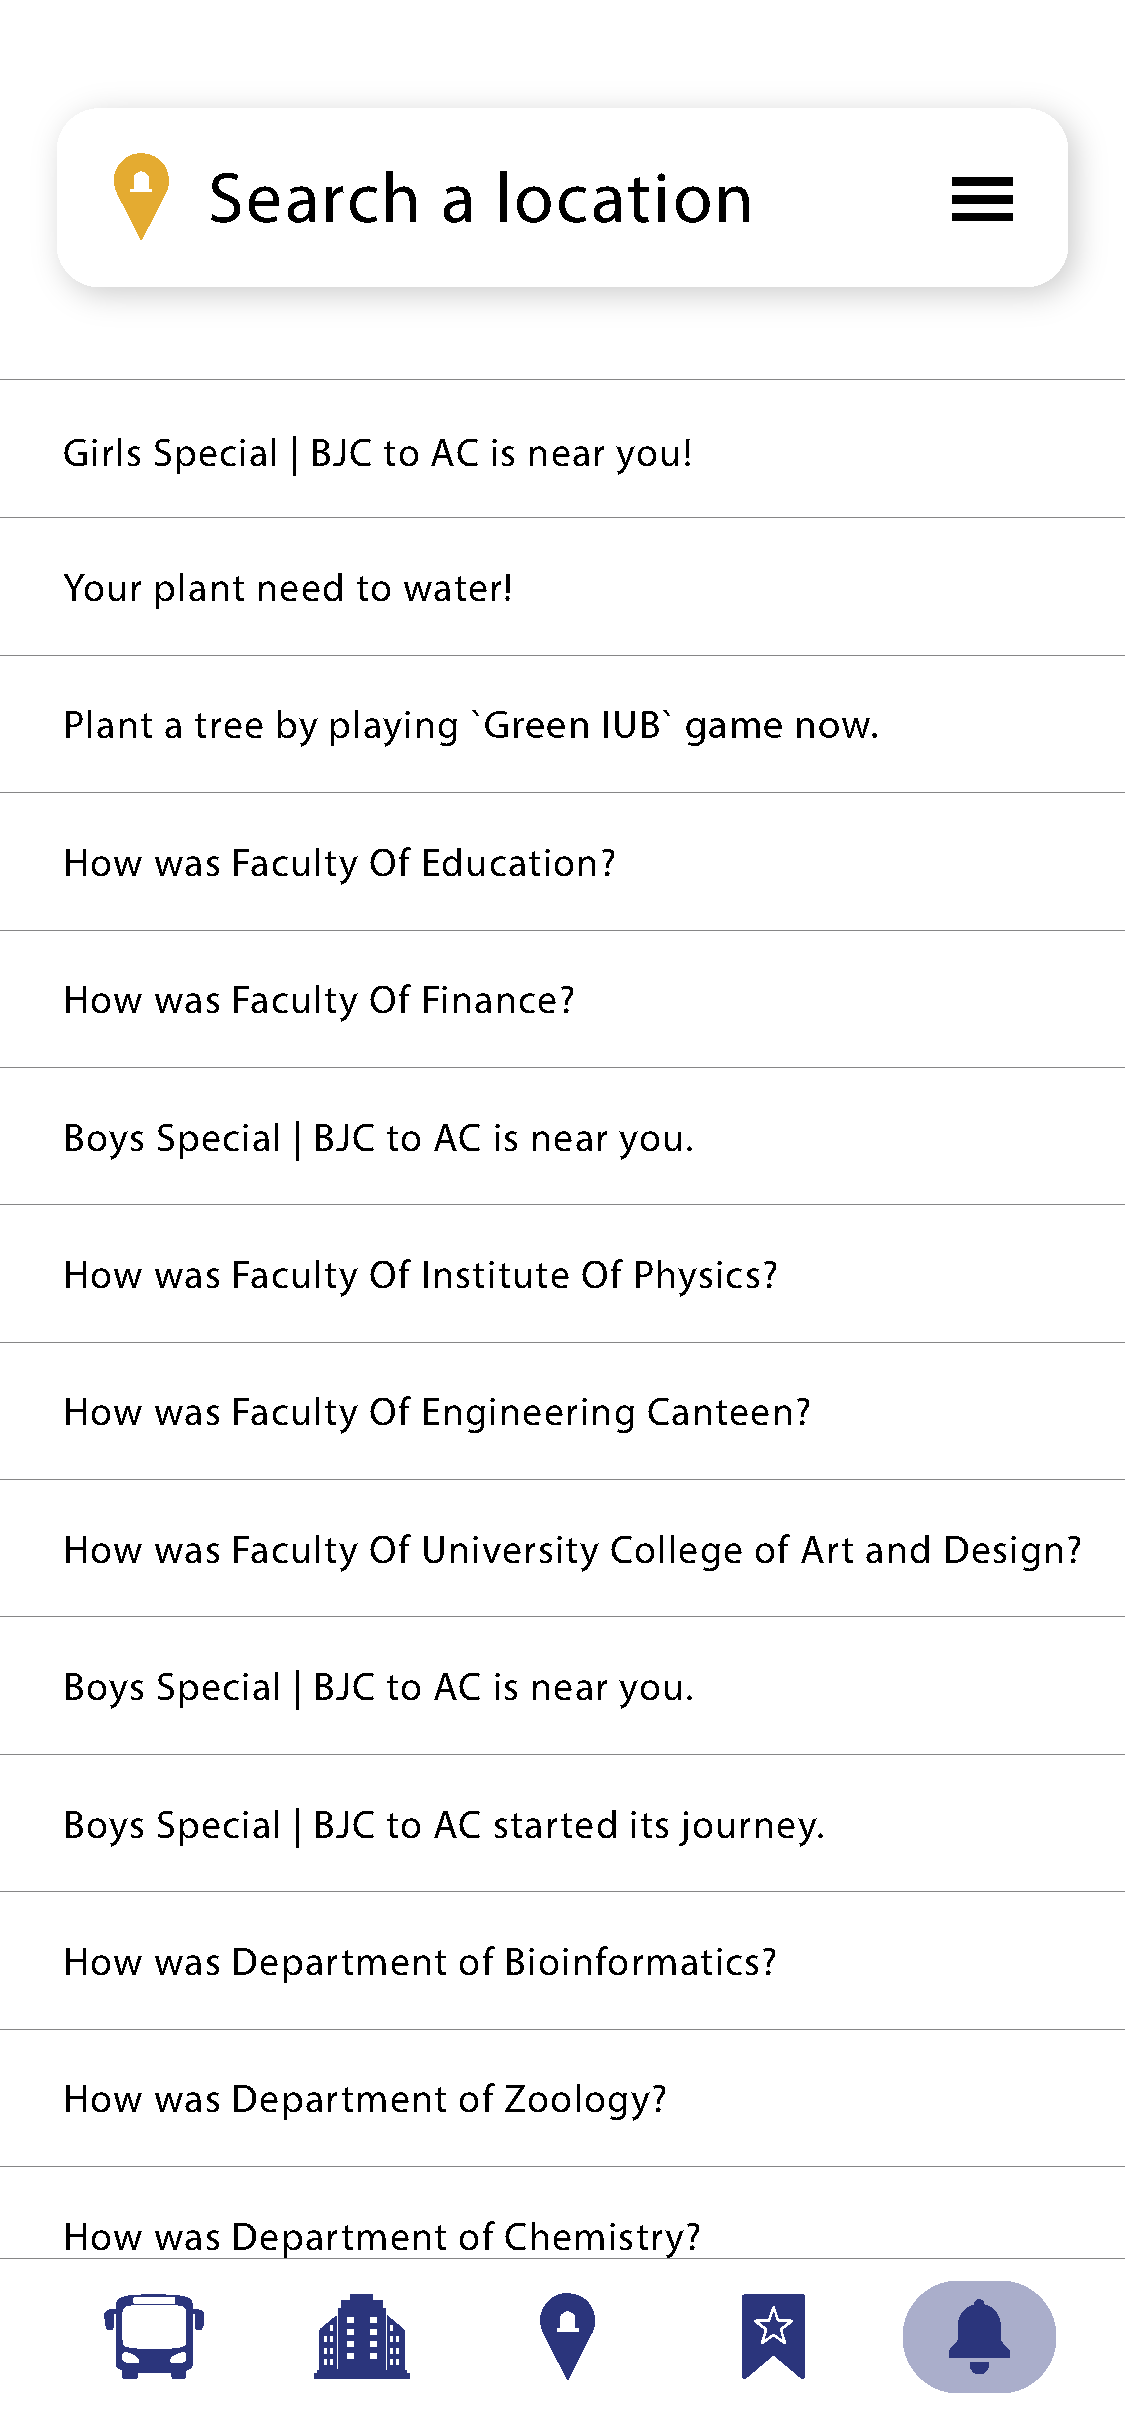 Search a location
Girls Special | BJC to AC is near you!
Your plant need to water!
Plant a tree by playing `Green IUB` game now.
How was Faculty Of Education?
How was Faculty Of Finance?
Boys Special | BJC to AC is near you.
How was Faculty Of Institute Of Physics?
How was Faculty Of Engineering Canteen?
How was Faculty Of University College of Art and Design?
Boys Special | BJC to AC is near you.
Boys Special | BJC to AC started its journey.
How was Department of Bioinformatics?
How was Department of Zoology?
How was Department of Chemistry?